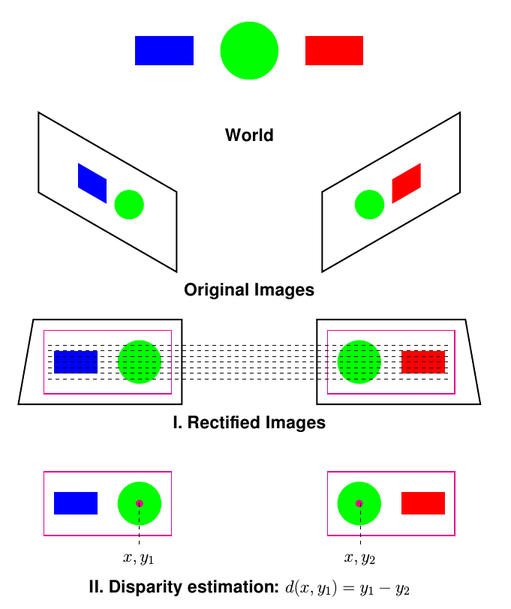 World
Original Images
I. Rectified Images
x, y₁ x, y₂
II. Disparity estimation: d(x, y₁) = y₁ − y₂